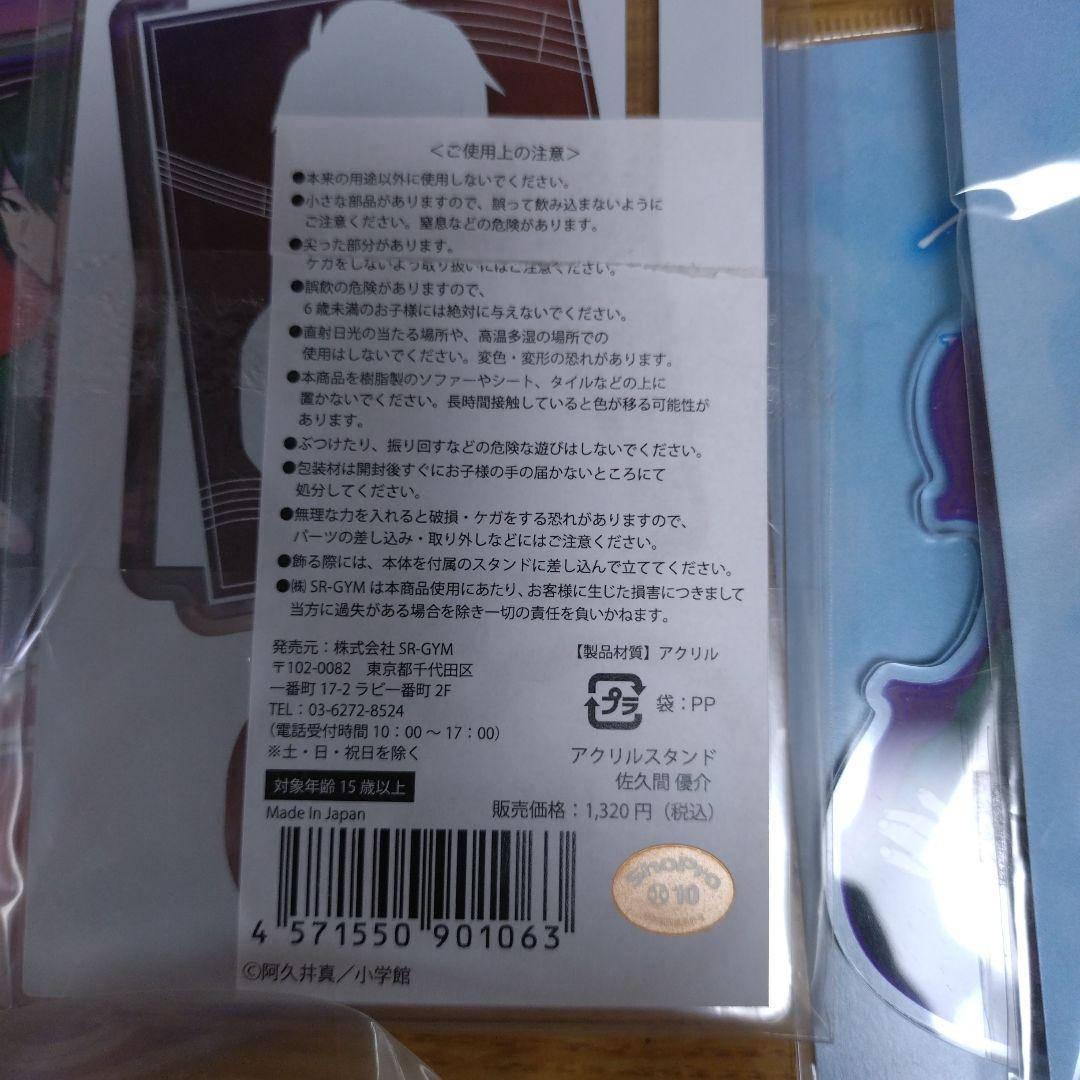 ＜ご使用上の注意＞
●本来の用途以外に使用しないでください。
●小さな部品がありますので、誤って飲み込まないように
ご注意ください。窒息などの危険があります。
●尖った部分があります。
ケガをしないよう取り扱いにはご注意ください。
●誤飲の危険がありますので、
6歳未満のお子様には絶対に与えないでください。
●直射日光の当たる場所や、高温多湿の場所での
使用はしないでください。変色・変形の恐れがあります。
●本商品を樹脂製のソファーやシート、タイルなどの上に
置かないでください。長時間接触していると色が移る可能性が
あります。
●ぶつけたり、振り回すなどの危険な遊びはしないでください。
●包装材は開封後すぐにお子様の手の届かないところにて
処分してください。
●無理な力を入れると破損・ケガをする恐れがありますので、
パーツの差し込み・取り外しなどにはご注意ください。
●飾る際には、本体を付属のスタンドに差し込んで立ててください。
●㈱SR-GYMは本商品使用にあたり、お客様に生じた損害につきまして
当方に過失がある場合を除き一切の責任を負いかねます。
発売元：株式会社 SR-GYM
〒102-0082 東京都千代田区
一番町 17-2 ラビ一番町 2F
TEL：03-6272-8524
（電話受付時間 10：00 ～ 17：00）
※土・日・祝日を除く
対象年齢 15 歳以上
Made In Japan
【製品材質】アクリル
プラ
袋：PP
アクリルスタンド
佐久間 優介
販売価格：1,320 円（税込）
4 571550 901063
ShoPro
10
©阿久井真／小学館